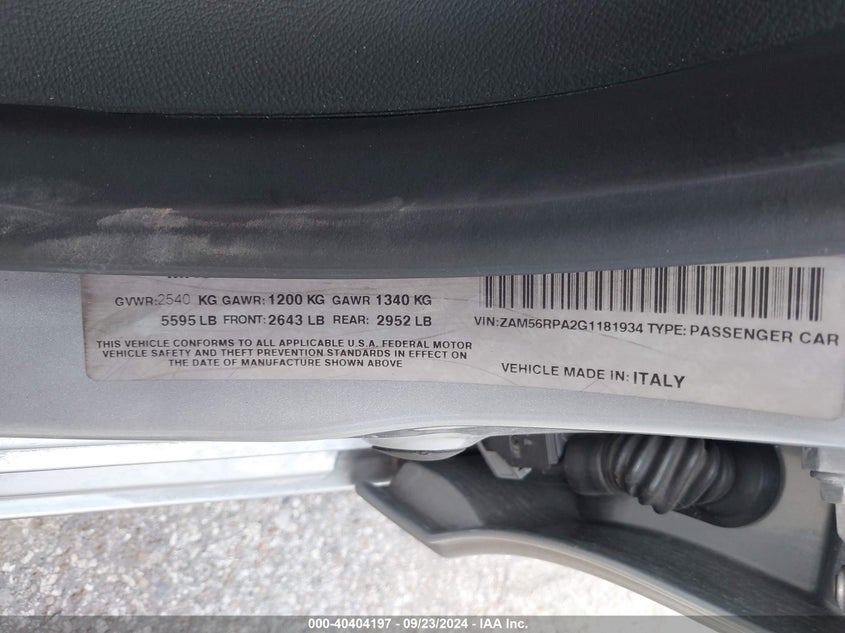 GVWR:2540 KG GAWR:1200 KG GAWR 1340 KG
5595 LB FRONT:2643 LB REAR: 2952 LB
THIS VEHICLE CONFORMS TO ALL APPLICABLE U.S.A. FEDERAL MOTOR
VEHICLE SAFETY AND THEFT PREVENTION STANDARDS IN EFFECT ON
THE DATE OF MANUFACTURE SHOWN ABOVE
VIN:ZAM56RPA2G1181934 TYPE: PASSENGER CAR
VEHICLE MADE IN: ITALY
000-40404197 - 09/23/2024 - IAA Inc.